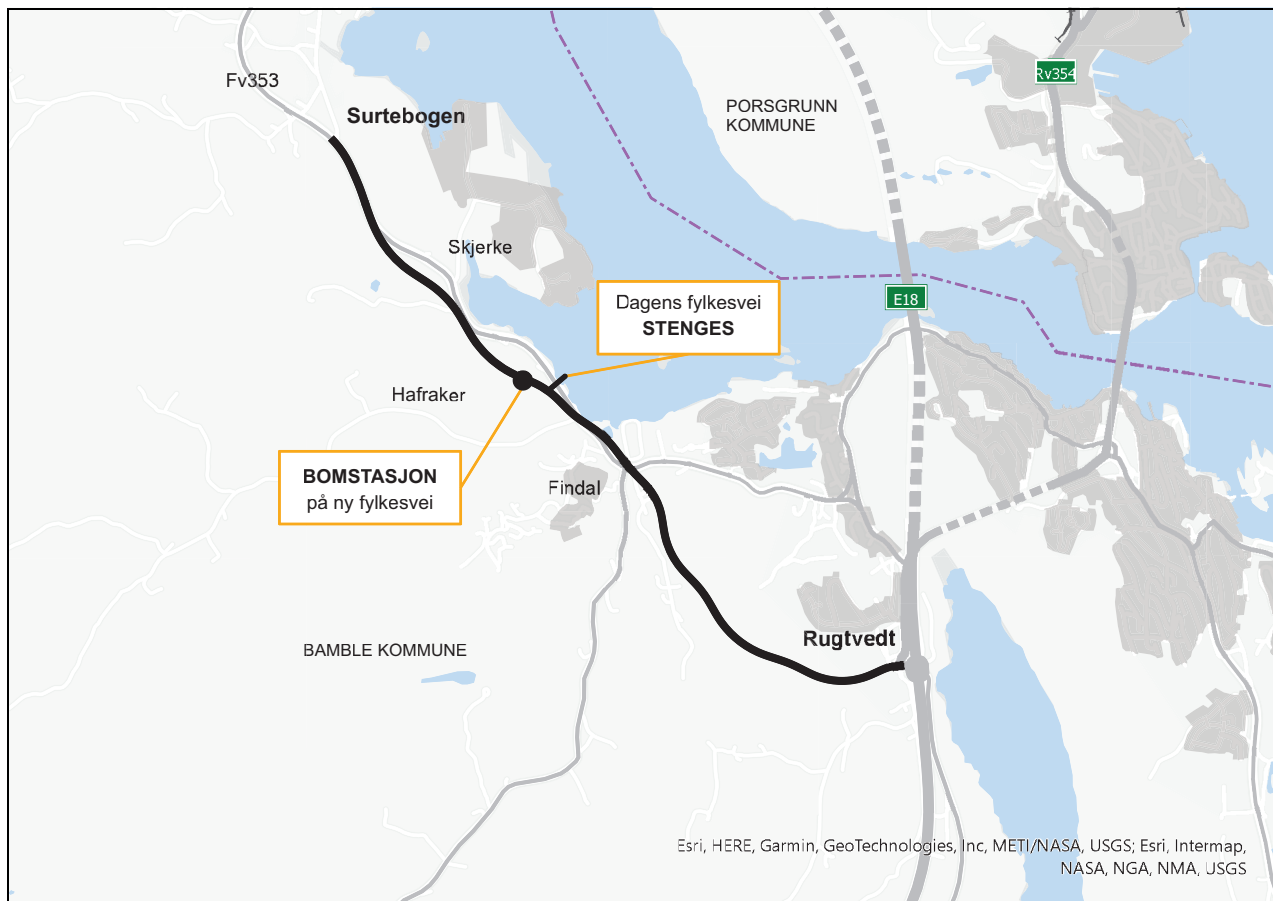 Rv354
Fv353
PORSGRUNN
KOMMUNE
Surtebogen
Skjerke
Dagens fylkesvei
STENGES
E18
Hafraker
BOMSTASJON
på ny fylkesvei
Findal
Rugtvedt
BAMBLE KOMMUNE
Esri, HERE, Garmin, GeoTechnologies, Inc, METI/NASA, USGS; Esri, Intermap,
NASA, NGA, NMA, USGS